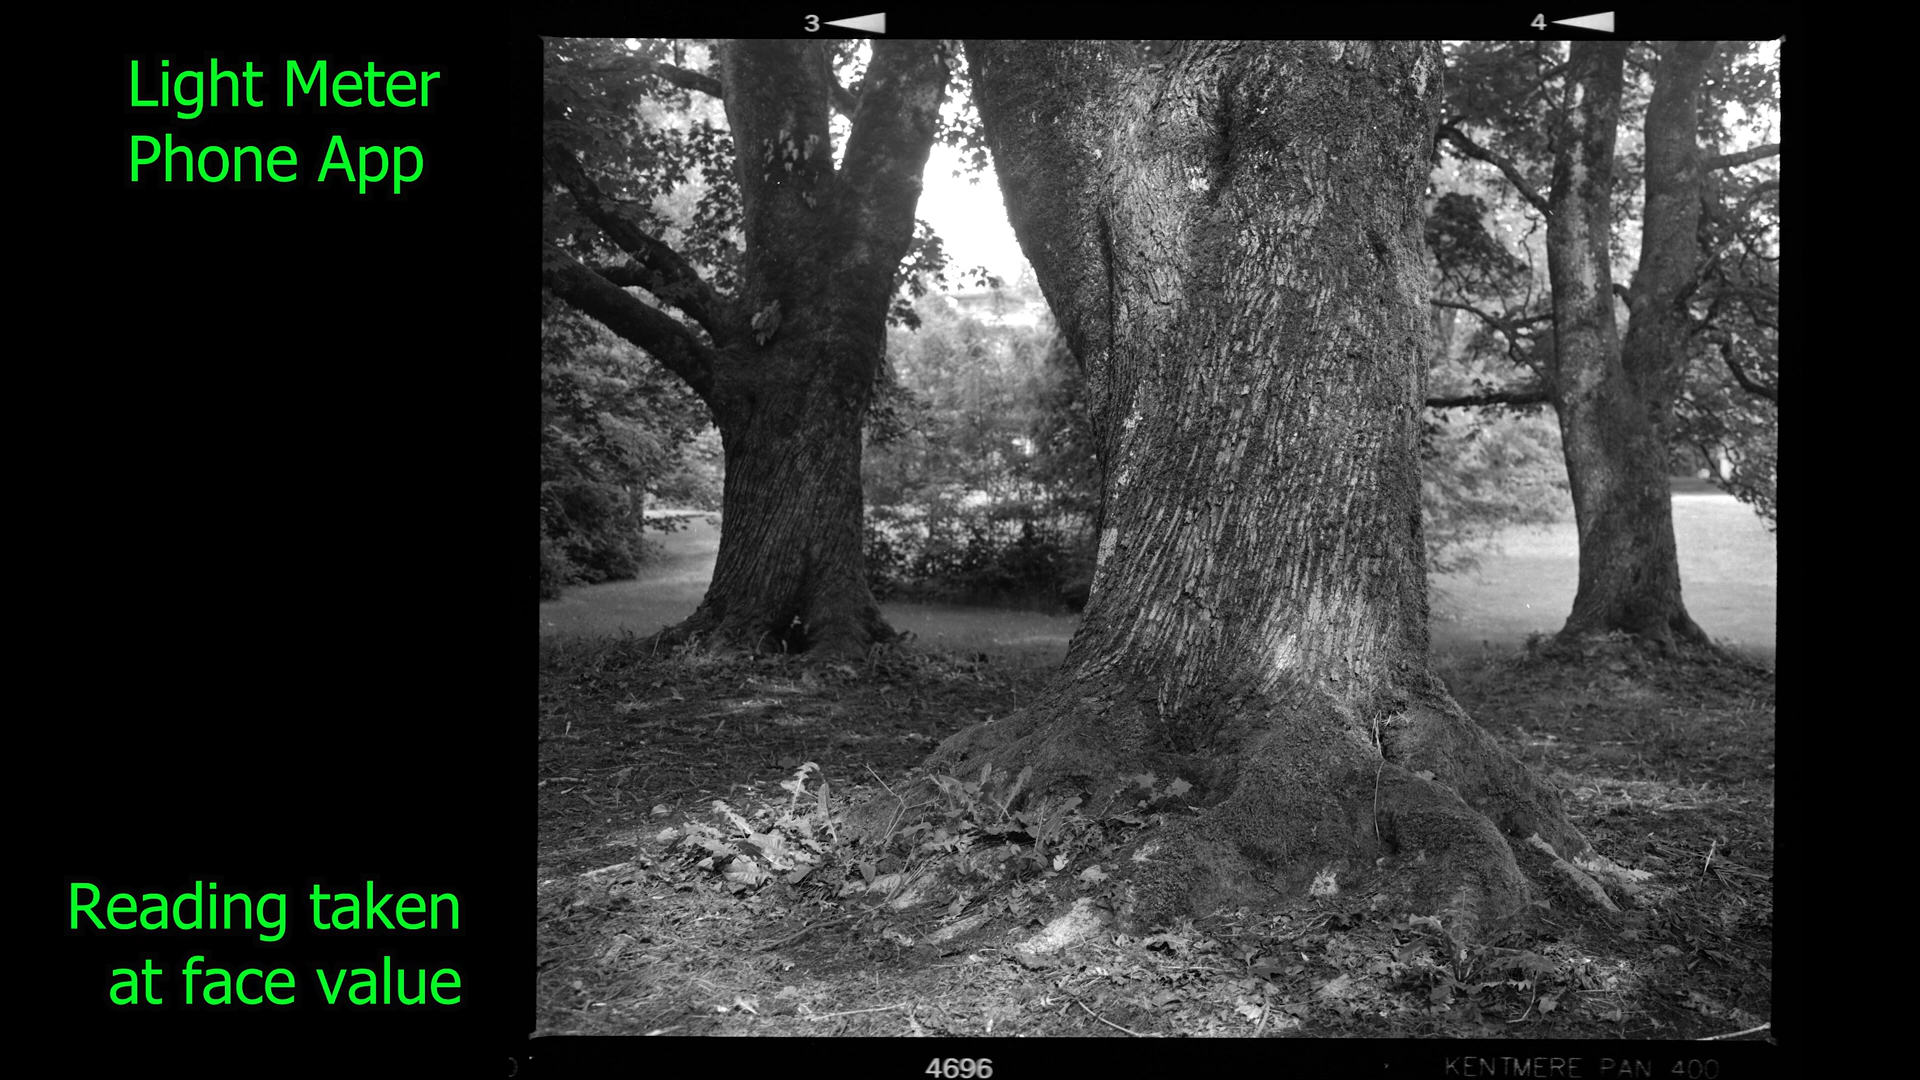 3
4
Light Meter
Phone App
Reading taken
at face value
4696
KENTMERE PAN 400